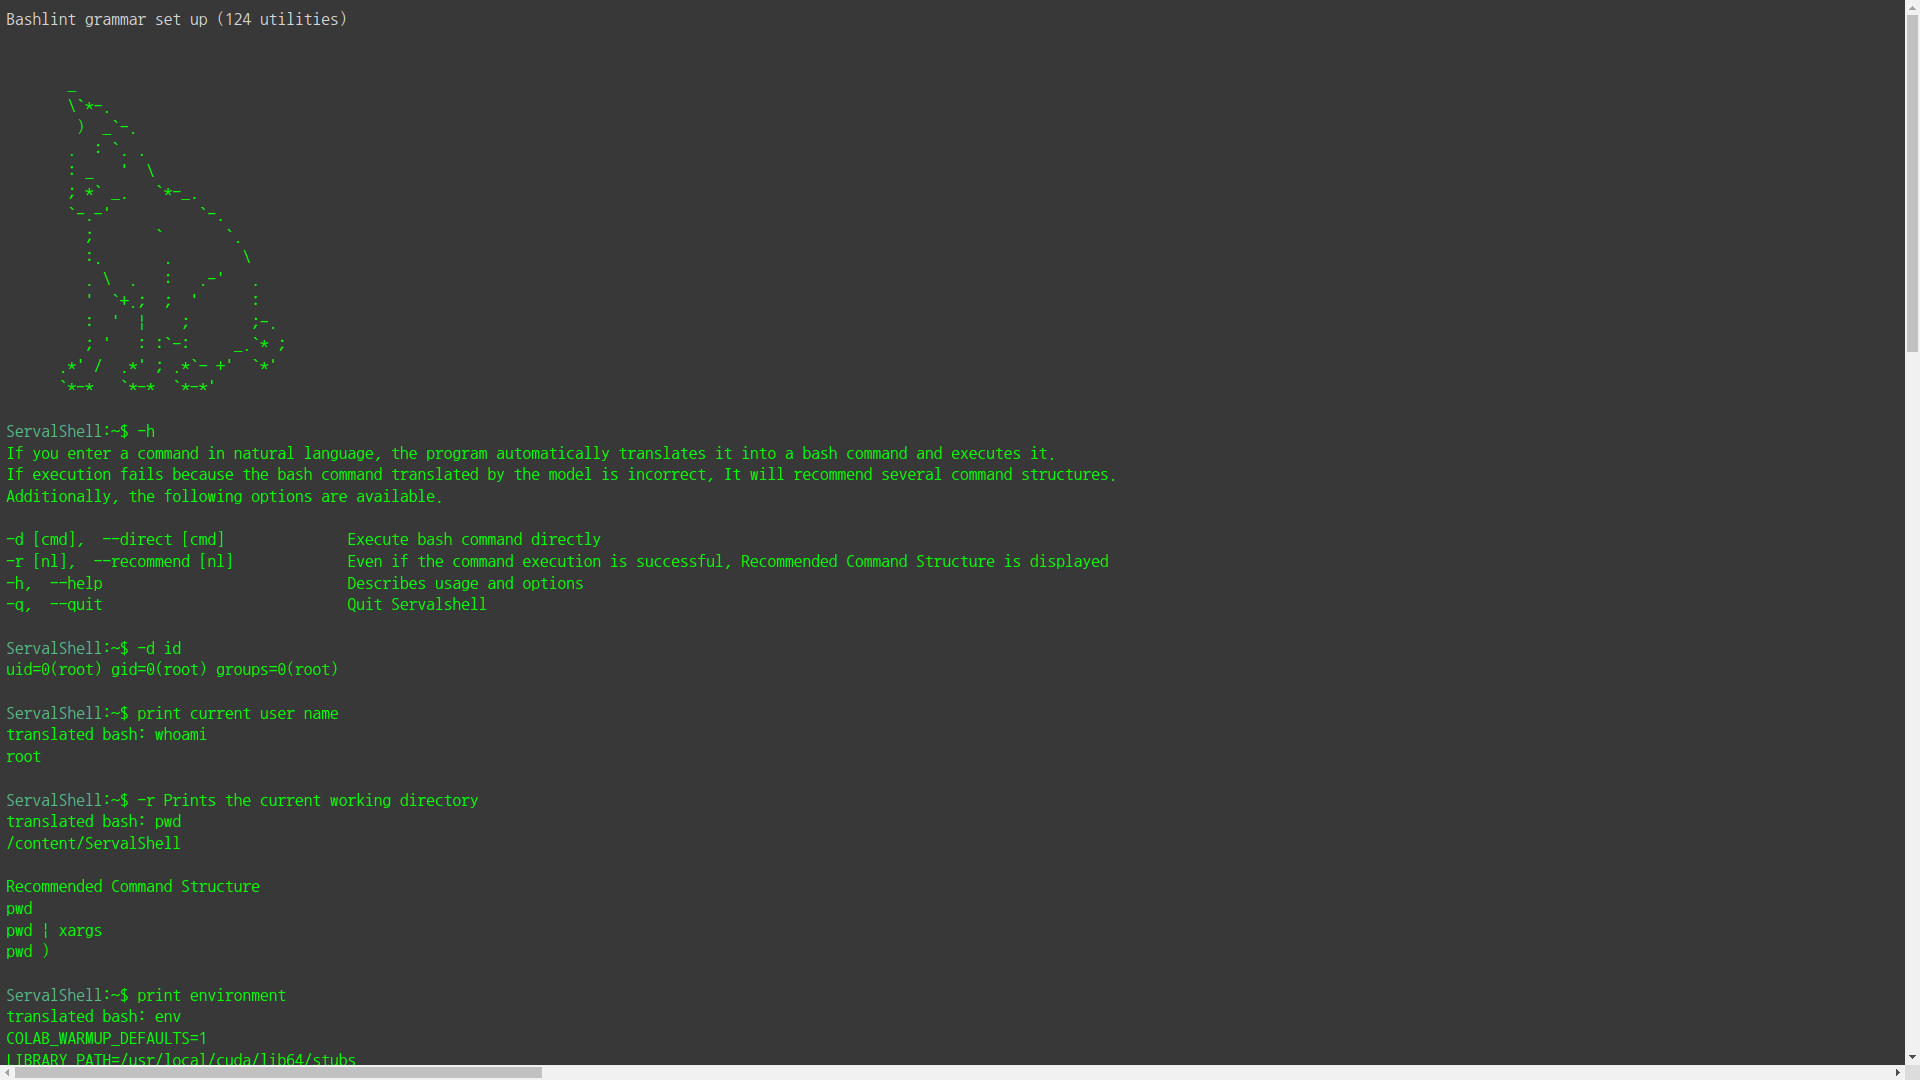 Bashlint grammar set up (124 utilities)
       _
       \`*-.
        )  _`-.
       .  : `. .
       : _   '  \
       ; *` _.   `*-_.
       `-.-'          `-.
         ;       `       `.
         :.       .        \
         . \  .   :   .-'   .
         '  `+.;  ;  '      :
         :  '  |    ;       ;-.
         ; '   : :`-:     _.`* ;
      .*' /  .*' ; .*`- +'  `*'
      `*-*   `*-*  `*-*'
ServalShell:~$ -h
If you enter a command in natural language, the program automatically translates it into a bash command and executes it.
If execution fails because the bash command translated by the model is incorrect, It will recommend several command structures.
Additionally, the following options are available.
-d [cmd],  --direct [cmd]              Execute bash command directly
-r [nl],  --recommend [nl]             Even if the command execution is successful, Recommended Command Structure is displayed
-h,  --help                            Describes usage and options
-q,  --quit                            Quit Servalshell
ServalShell:~$ -d id
uid=0(root) gid=0(root) groups=0(root)
ServalShell:~$ print current user name
translated bash: whoami
root
ServalShell:~$ -r Prints the current working directory
translated bash: pwd
/content/ServalShell
Recommended Command Structure
pwd
pwd | xargs
pwd )
ServalShell:~$ print environment
translated bash: env
COLAB_WARMUP_DEFAULTS=1
LIBRARY_PATH=/usr/local/cuda/lib64/stubs